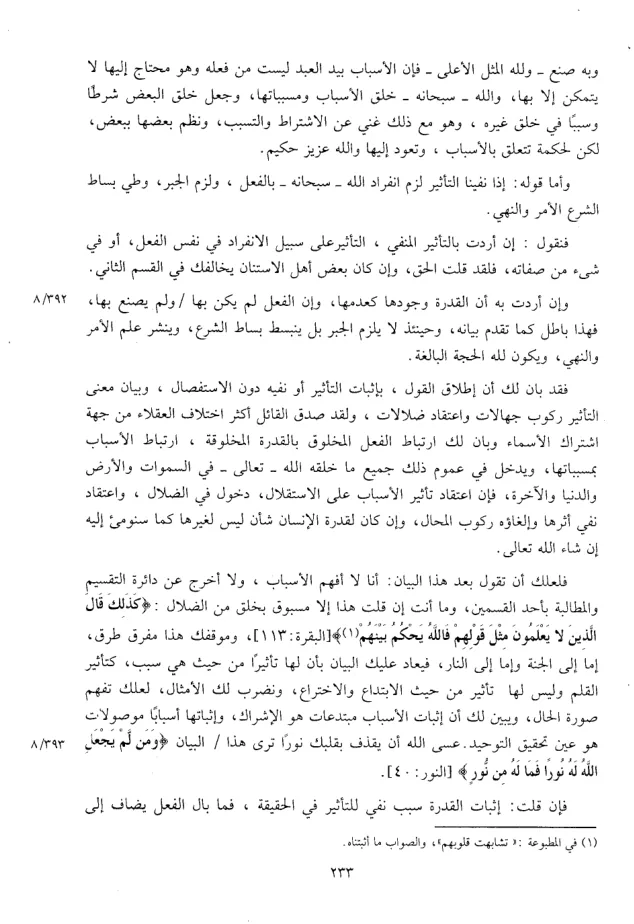 وبه صنع ـ ولله المثل الأعلى ـ فإن الأسباب بيد العبد ليست من فعله وهو محتاج إليها لا
يتمكن إلا بها، والله ـ سبحانه ـ خلق الأسباب ومسبباتها، وجعل خلق البعض شرطًا
وسببًا في خلق غيره ، وهو مع ذلك غني عن الاشتراط والتسبب، ونظم بعضها ببعض،
لكن لحكمة تتعلق بالأسباب ، وتعود إليها والله عزيز حكيم.
وأما قوله: إذا نفينا التأثير لزم انفراد الله ـ سبحانه ـ بالفعل ، ولزم الجبر، وطي بساط
الشرع الأمر والنهي.
فنقول : إن أردت بالتأثير المنفي ، التأثيرعلى سبيل الانفراد في نفس الفعل، أو في
شىء من صفاته، فلقد قلت الحق، وإن كان بعض أهل الاستنان يخالفك في القسم الثاني.
وإن أردت به أن القدرة وجودها كعدمها، وإن الفعل لم يكن بها / ولم يصنع بها، ٨/٣٩٢
فهذا باطل كما تقدم بيانه، وحينئذ لا يلزم الجبر بل ينبسط بساط الشرع، وينشر علم الأمر
والنهي، ويكون لله الحجة البالغة.
فقد بان لك أن إطلاق القول ، بإثبات التأثير أو نفيه دون الاستفصال ، وبيان معنى
التأثير ركوب جهالات واعتقاد ضلالات ، ولقد صدق القائل أكثر اختلاف العقلاء من جهة
اشتراك الأسماء وبان لك ارتباط الفعل المخلوق بالقدرة المخلوقة ، ارتباط الأسباب
بمسبباتها، ويدخل في عموم ذلك جميع ما خلقه الله ـ تعالى ـ في السموات والأرض
والدنيا والآخرة، فإن اعتقاد تأثير الأسباب على الاستقلال، دخول في الضلال ، واعتقاد
نفي أثرها وإلغاؤه ركوب المحال، وإن كان لقدرة الإنسان شأن ليس لغيرها كما سنومئ إليه
إن شاء الله تعالى.
فلعلك أن تقول بعد هذا البيان: أنا لا أفهم الأسباب ، ولا أخرج عن دائرة التقسيم
والمطالبة بأحد القسمين، وما أنت إن قلت هذا إلا مسبوق بخلق من الضلال : ﴿كَذَٰلِكَ قَالَ
الَّذِينَ لا يَعْلَمُونَ مِثْلَ قَوْلِهِمْ فَاللَّهُ يَحْكُمُ بَيْنَهُمْ(١)﴾[البقرة:١١٣]، وموقفك هذا مفرق طرق،
إما إلى الجنة وإما إلى النار، فيعاد عليك البيان بأن لها تأثيرًا من حيث هي سبب، كتأثير
القلم وليس لها تأثير من حيث الابتداع والاختراع، ونضرب لك الأمثال، لعلك تفهم
صورة الحال، ويبين لك أن إثبات الأسباب مبتدعات هو الإشراك، وإثباتها أسبابًا موصولات
هو عين تحقيق التوحيد. عسى الله أن يقذف بقلبك نورًا ترى هذا / البيان ﴿وَمَن لَّمْ يَجْعَلِ ٨/٣٩٣
اللَّهُ لَهُ نُورًا فَمَا لَهُ مِن نُّورٍ﴾ [النور: ٤٠].
فإن قلت: إثبات القدرة سبب نفي للتأثير في الحقيقة ، فما بال الفعل يضاف إلى
(١) في المطبوعة : « تشابهت قلوبهم»، والصواب ما أثبتناه.
٢٣٣